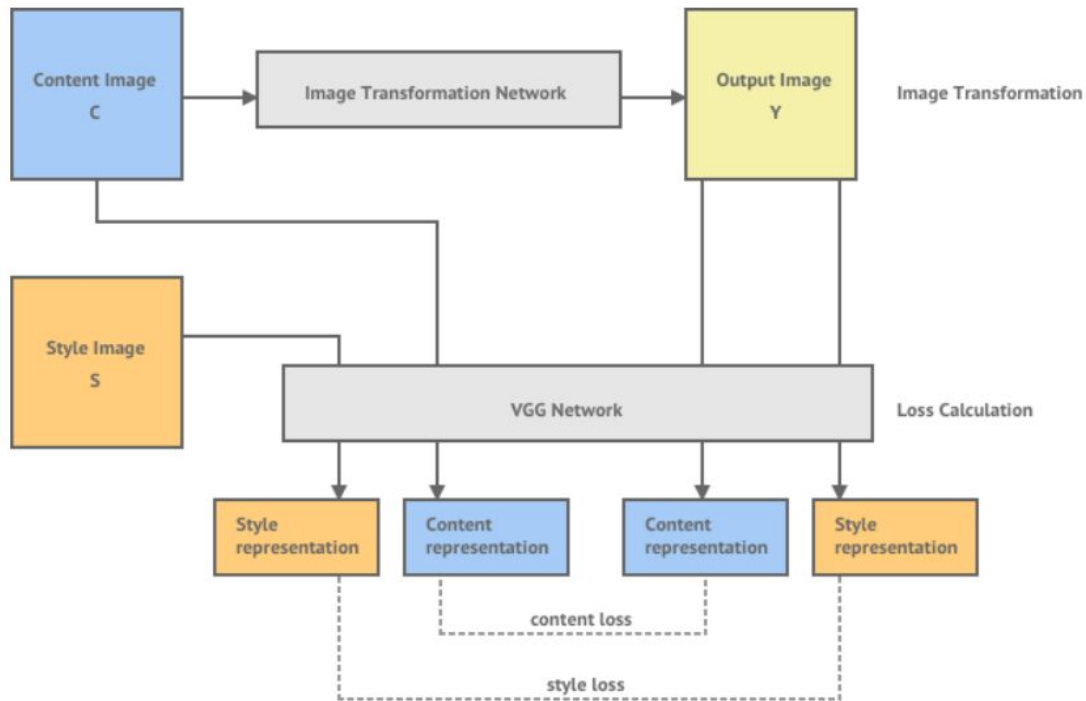 Content Image
C
Image Transformation Network
Output Image
Y
Image Transformation
Style Image
S
VGG Network
Loss Calculation
Style
representation
Content
representation
Content
representation
Style
representation
content loss
style loss